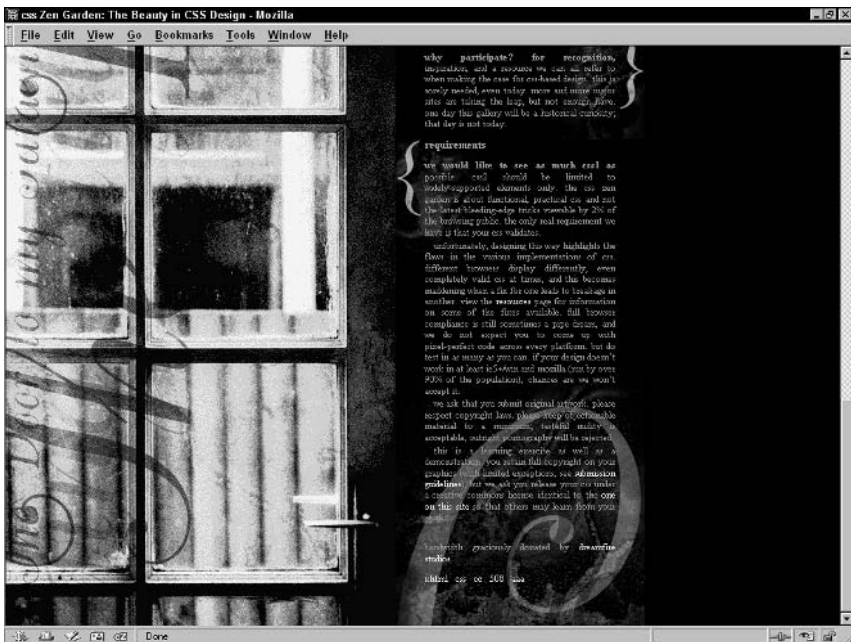 css Zen Garden: The Beauty in CSS Design - Mozilla
File Edit View Go Bookmarks Tools Window Help
why participate? for recognition,
inspiration, and a resource we can all refer to
when making the case for css-based design. this is
sorely needed, even today. more and more major
sites are taking the leap, but not enough have.
one day this gallery will be a historical curiosity;
that day is not today.
requirements
we would like to see as much css1 as
possible. css2 should be limited to
widely-supported elements only. the css zen
garden is about functional, practical css and not
the latest bleeding-edge tricks viewable by 2% of
the browsing public. the only real requirement we
have is that your css validates.
unfortunately, designing this way highlights the
flaws in the various implementations of css.
different browsers display differently, even
completely valid css at times, and this becomes
maddening when a fix for one leads to breakage in
another. view the resources page for information
on some of the fixes available. full browser
compliance is still sometimes a pipe dream, and
we do not expect you to come up with
pixel-perfect code across every platform. but do
test in as many as you can. if your design doesn't
work in at least ie5+/win and mozilla (run by over
90% of the population), chances are we won't
accept it.
we ask that you submit original artwork. please
respect copyright laws. please keep objectionable
material to a minimum; tasteful nudity is
acceptable, outright pornography will be rejected.
this is a learning exercise as well as a
demonstration. you retain full copyright on your
graphics (with limited exceptions, see submission
guidelines), but we ask you release your css under
a creative commons license identical to the one
on this site so that others may learn from your
bandwidth graciously donated by dreamfire
studios
xhtml css cc 508 aaa
Done